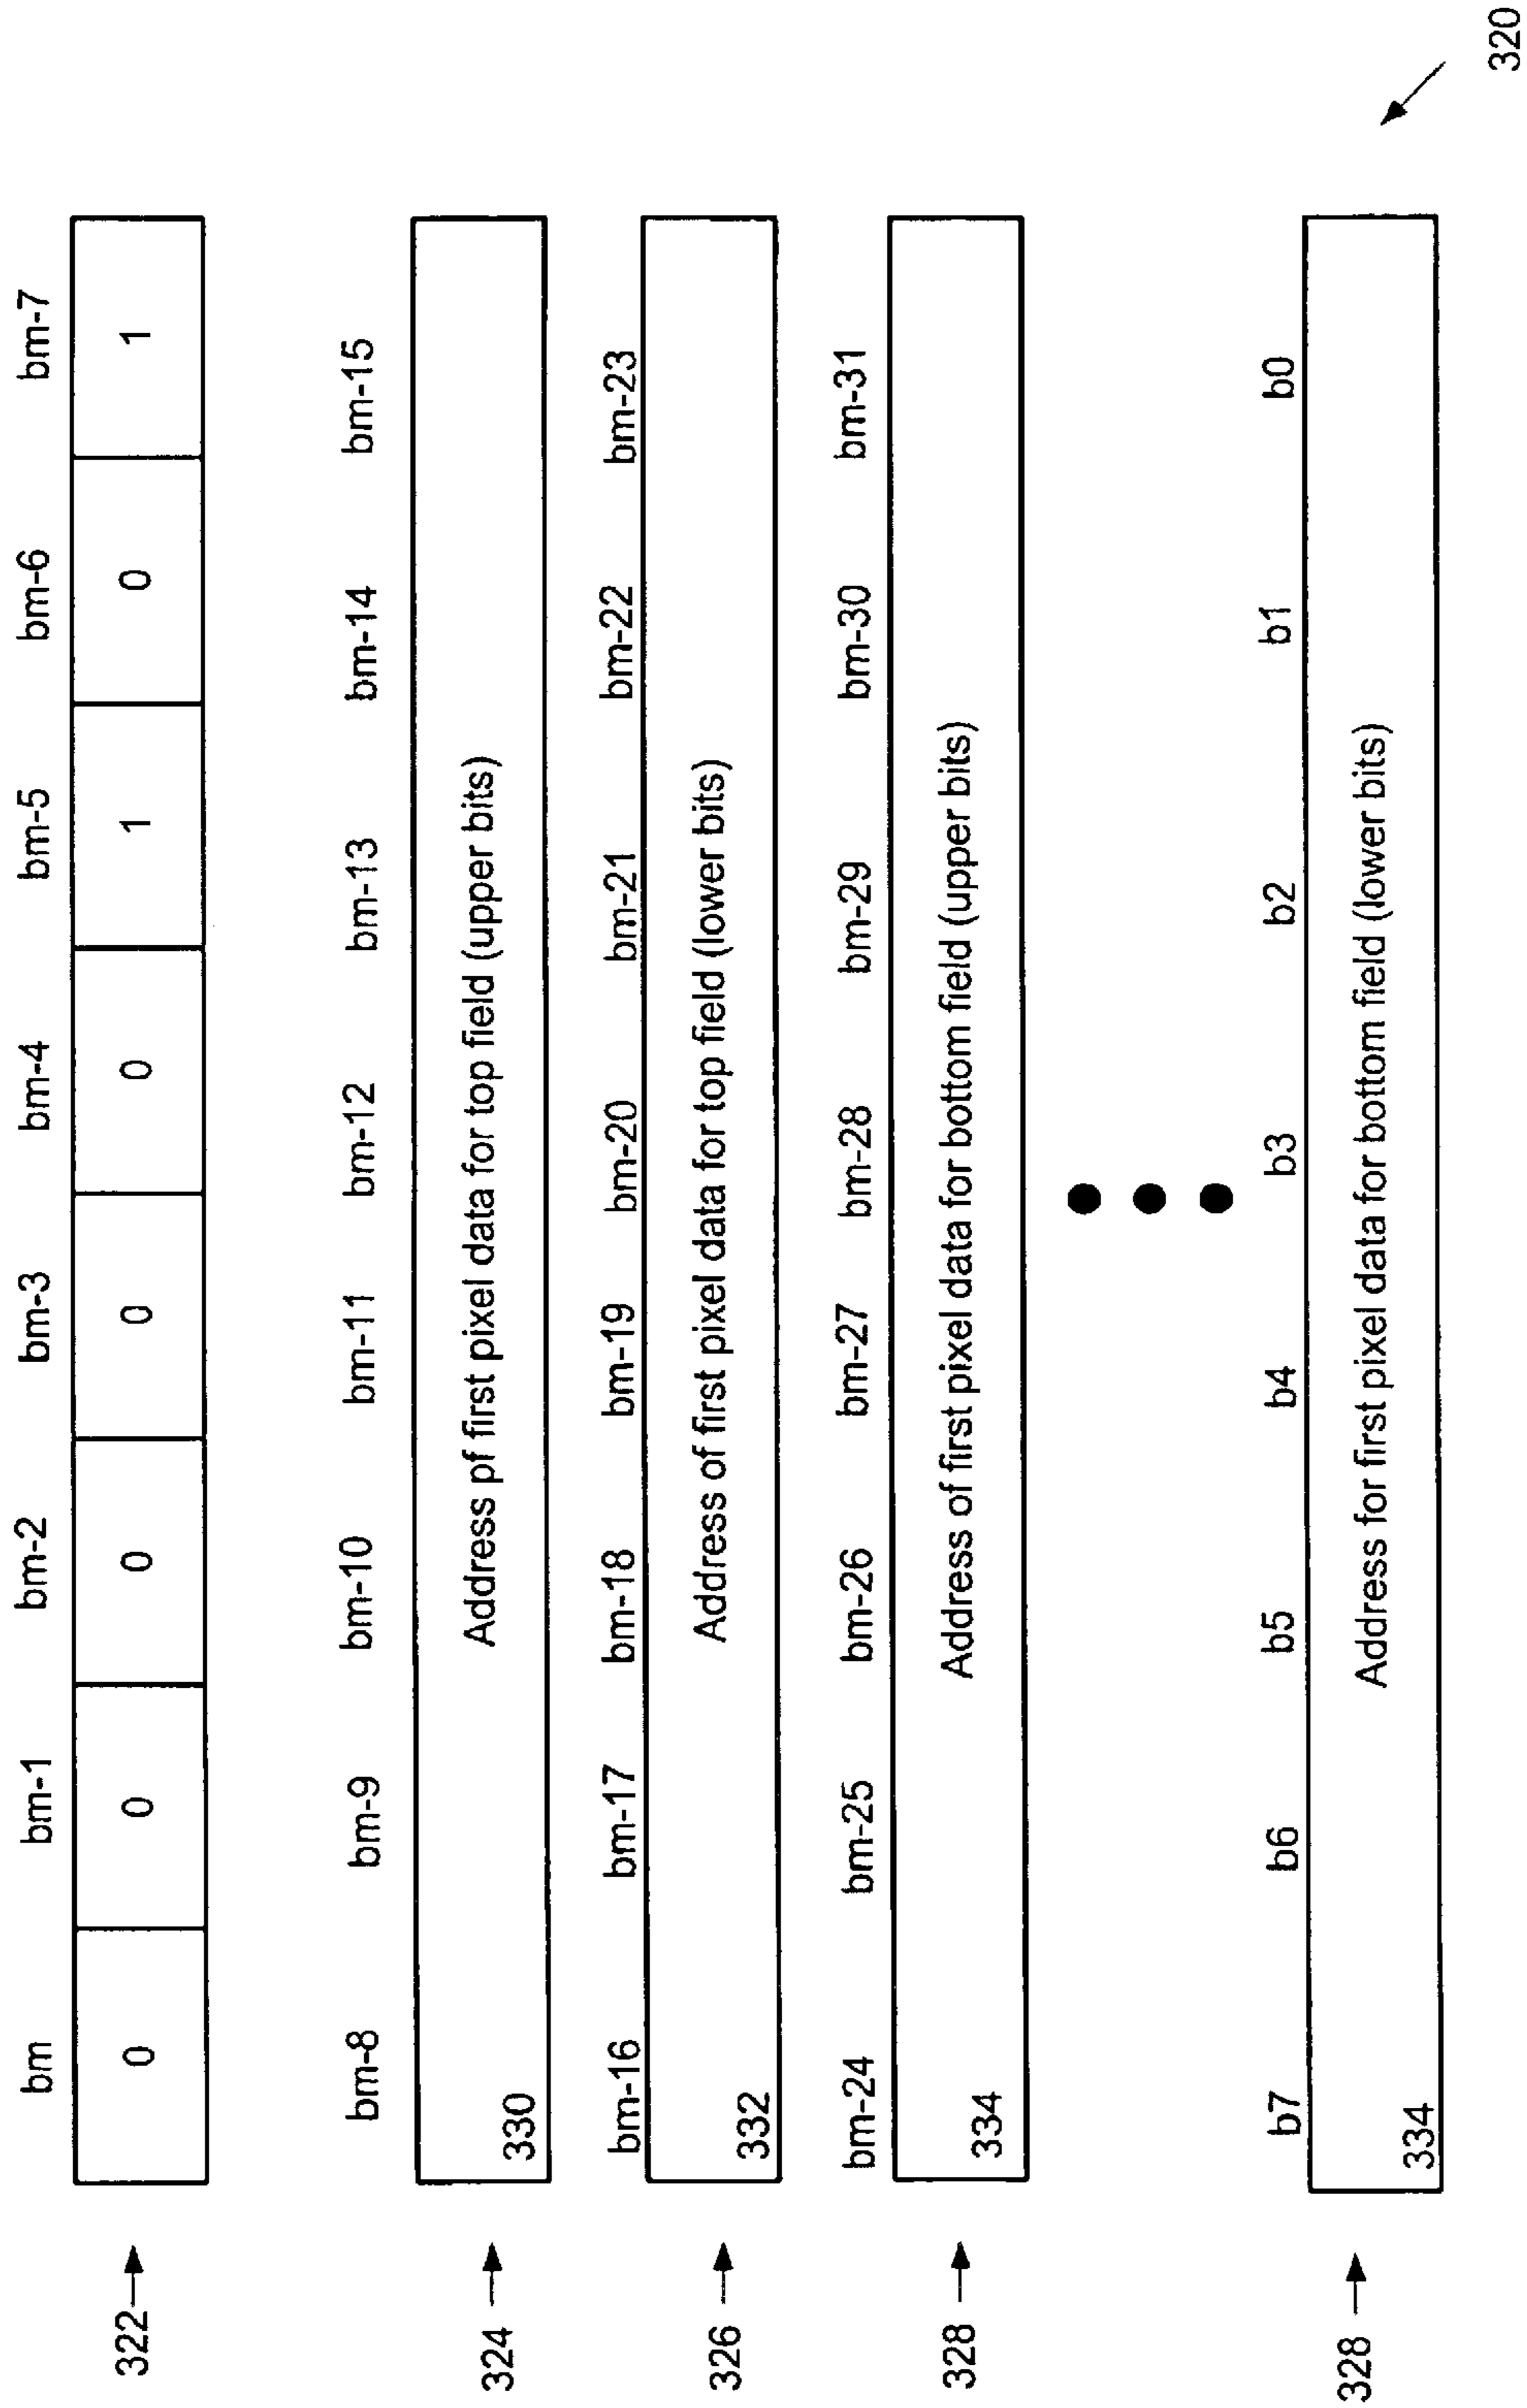 bm bm-1 bm-2 bm-3 bm-4 bm-5 bm-6 bm-7
322 0 0 0 0 0 1 0 1
bm-8 bm-9 bm-10 bm-11 bm-12 bm-13 bm-14 bm-15
324 330 Address pf first pixel data for top field (upper bits)
bm-16 bm-17 bm-18 bm-19 bm-20 bm-21 bm-22 bm-23
326 332 Address of first pixel data for top field (lower bits)
bm-24 bm-25 bm-26 bm-27 bm-28 bm-29 bm-30 bm-31
328 334 Address of first pixel data for bottom field (upper bits)
b7 b6 b5 b4 b3 b2 b1 b0
328 334 Address for first pixel data for bottom field (lower bits)
320